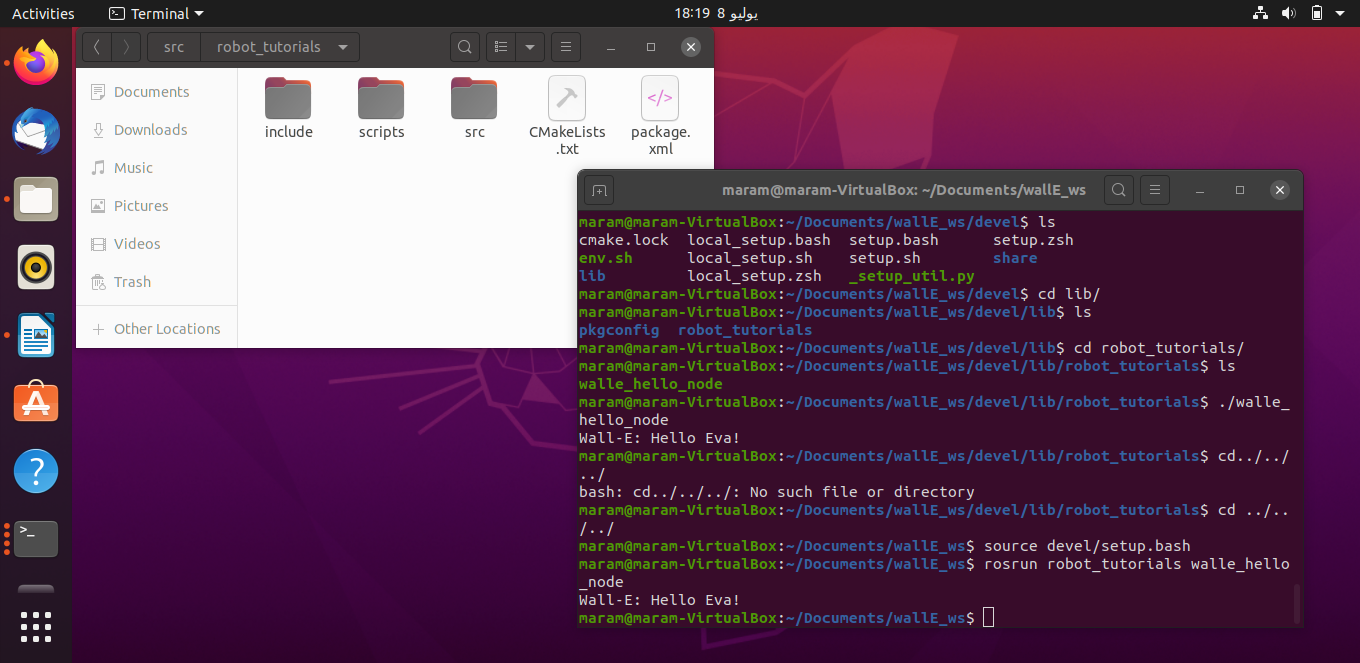 Activities
Terminal
18:19 8 يوليو
src
robot_tutorials
Documents
Downloads
Music
Pictures
Videos
Trash
Other Locations
include
scripts
src
CMakeLists
.txt
</>
package.
xml
maram@maram-VirtualBox: ~/Documents/wallE_ws
maram@maram-VirtualBox:~/Documents/wallE_ws/devel$ ls
cmake.lock  local_setup.bash  setup.bash      setup.zsh
env.sh      local_setup.sh    setup.sh        share
lib         local_setup.zsh   _setup_util.py
maram@maram-VirtualBox:~/Documents/wallE_ws/devel$ cd lib/
maram@maram-VirtualBox:~/Documents/wallE_ws/devel/lib$ ls
pkgconfig  robot_tutorials
maram@maram-VirtualBox:~/Documents/wallE_ws/devel/lib$ cd robot_tutorials/
maram@maram-VirtualBox:~/Documents/wallE_ws/devel/lib/robot_tutorials$ ls
walle_hello_node
maram@maram-VirtualBox:~/Documents/wallE_ws/devel/lib/robot_tutorials$ ./walle_
hello_node
Wall-E: Hello Eva!
maram@maram-VirtualBox:~/Documents/wallE_ws/devel/lib/robot_tutorials$ cd../../
../
bash: cd../../../: No such file or directory
maram@maram-VirtualBox:~/Documents/wallE_ws/devel/lib/robot_tutorials$ cd ../..
/../
maram@maram-VirtualBox:~/Documents/wallE_ws$ source devel/setup.bash
maram@maram-VirtualBox:~/Documents/wallE_ws$ rosrun robot_tutorials walle_hello
_node
Wall-E: Hello Eva!
maram@maram-VirtualBox:~/Documents/wallE_ws$